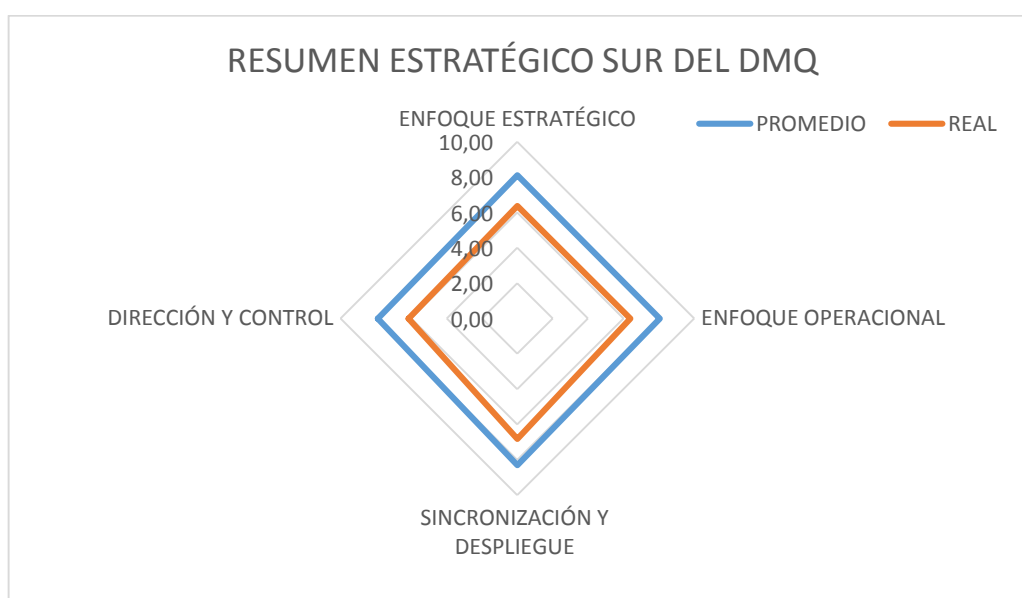 RESUMEN ESTRATÉGICO SUR DEL DMQ
ENFOQUE ESTRATÉGICO
PROMEDIO
REAL
10,00
8,00
6,00
4,00
2,00
0,00
DIRECCIÓN Y CONTROL
ENFOQUE OPERACIONAL
SINCRONIZACIÓN Y
DESPLIEGUE